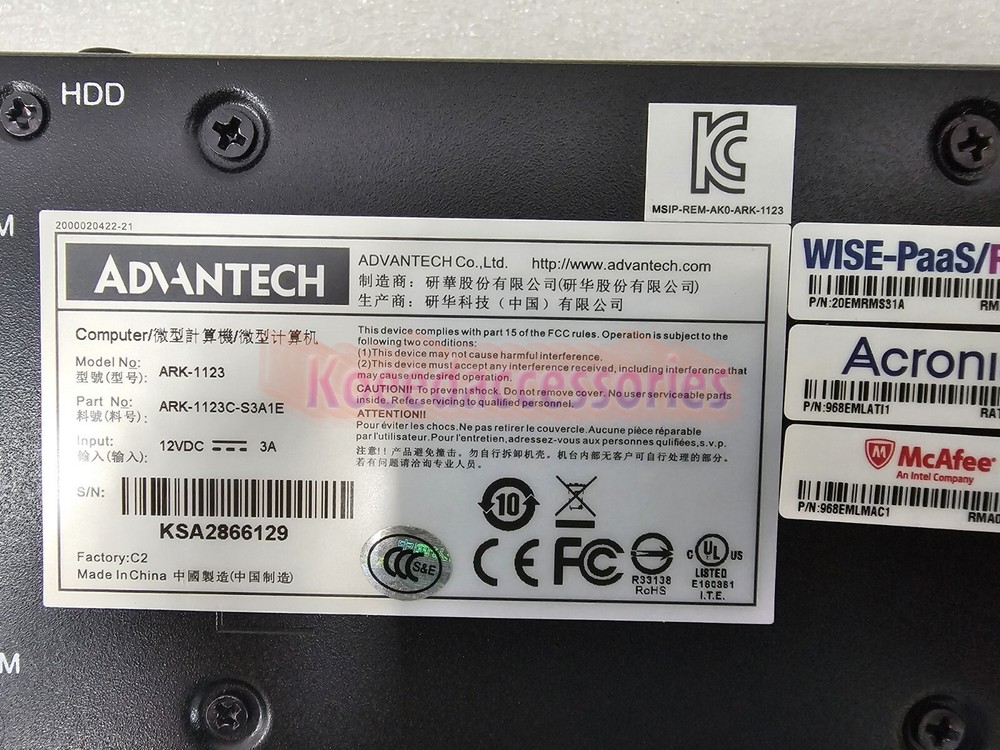 HDD
MSIP-REM-AK0-ARK-1123
M
2000020422-21
ADVANTECH
ADVANTECH Co.,Ltd. http://www.advantech.com
制造商：研華股份有限公司(研华股份有限公司)
生产商：研华科技（中国）有限公司
Computer/微型計算機/微型计算机
Model No:
型號(型号): ARK-1123
Part No:
料號(料号): ARK-1123C-S3A1E
Input:
輸入(输入): 12VDC 3A
S/N:
KSA2866129
Factory:C2
Made In China 中國製造(中国制造)
This device complies with part 15 of the FCC rules. Operation is subject to the
following two conditions:
(1)This device may not cause harmful interference.
(2)This device must accept any interference received, including interference that
may cause undesired operation.
CAUTION!! To prevent shock. Do not remove cover. No user serviceable parts
inside. Refer servicing to qualified personnel.
ATTENTION!!
Pour éviter les chocs.Ne pas retirer le couvercle.Aucune pièce réparable
par l'utilisateur.Pour l'entretien,adressez-vous aux personnes qulifiées,s.v.p.
注意!! 产品避免撞击。勿自行拆卸机壳。机台内部无客户可自行处理的部分。
若有问题请洽询专业人员。
KoreaAccessories
10
CCC S&E
CE FC
R33138
RoHS
C UL US
LISTED
E160361
I.T.E.
WISE-PaaS/
P/N:20EMRMS31A RM
Acroni
P/N:968EMLATI1 RAT
McAfee
An Intel Company
P/N:968EMLMAC1 RMAC
M